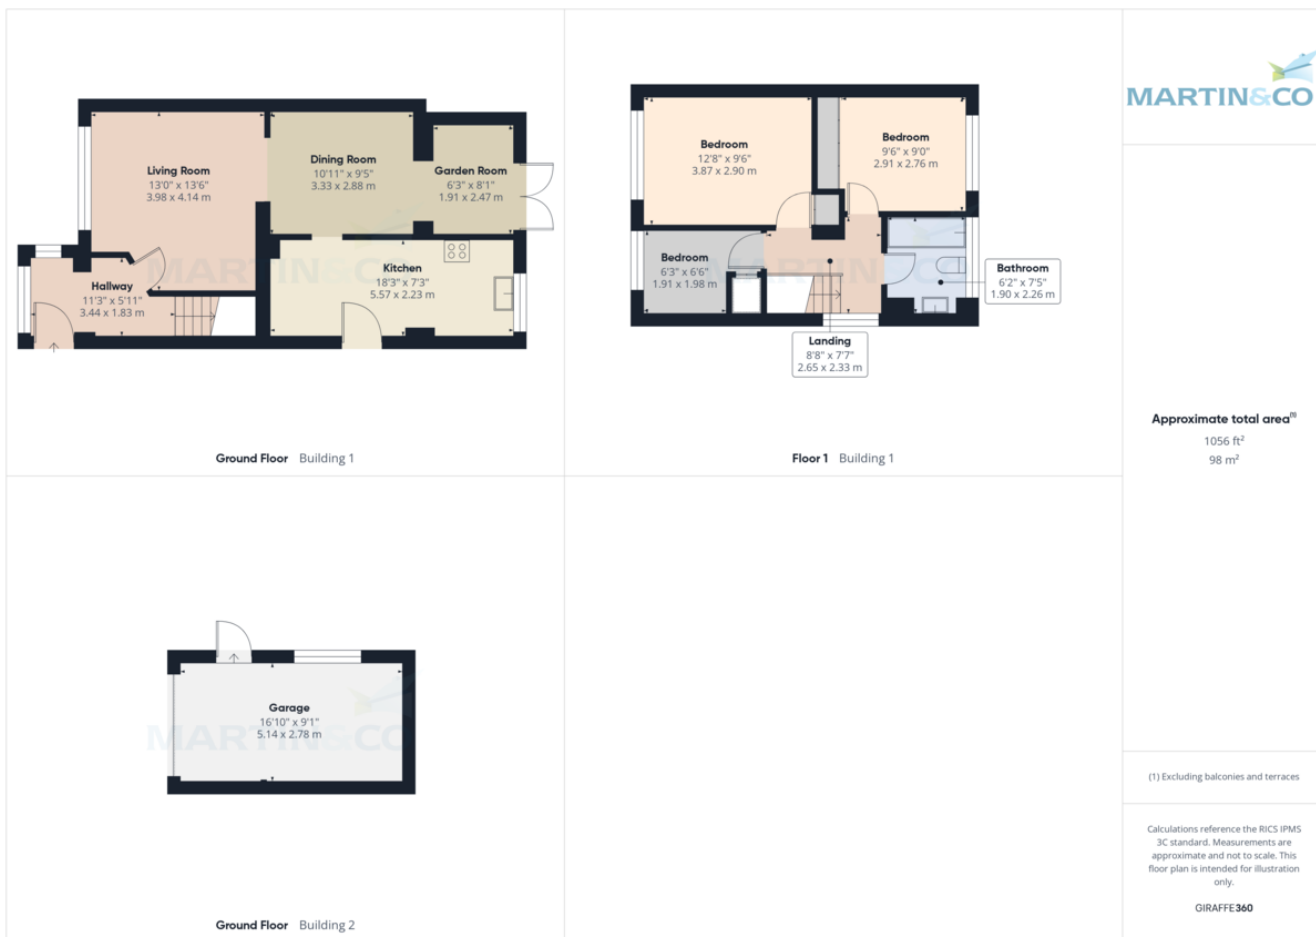 Living Room
13'0" x 13'6"
3.98 x 4.14 m
Dining Room
10'11" x 9'5"
3.33 x 2.88 m
Garden Room
6'3" x 8'1"
1.91 x 2.47 m
Hallway
11'3" x 5'11"
3.44 x 1.83 m
Kitchen
18'3" x 7'3"
5.57 x 2.23 m
MARTIN&CO
Ground Floor Building 1
Bedroom
12'8" x 9'6"
3.87 x 2.90 m
Bedroom
9'6" x 9'0"
2.91 x 2.76 m
Bedroom
6'3" x 6'6"
1.91 x 1.98 m
Bathroom
6'2" x 7'5"
1.90 x 2.26 m
Landing
8'8" x 7'7"
2.65 x 2.33 m
MARTIN&CO
Floor 1 Building 1
Garage
16'10" x 9'1"
5.14 x 2.78 m
MARTIN&CO
Ground Floor Building 2
MARTIN&CO
Approximate total area(1)
1056 ft²
98 m²
(1) Excluding balconies and terraces
Calculations reference the RICS IPMS
3C standard. Measurements are
approximate and not to scale. This
floor plan is intended for illustration
only.
GIRAFFE360